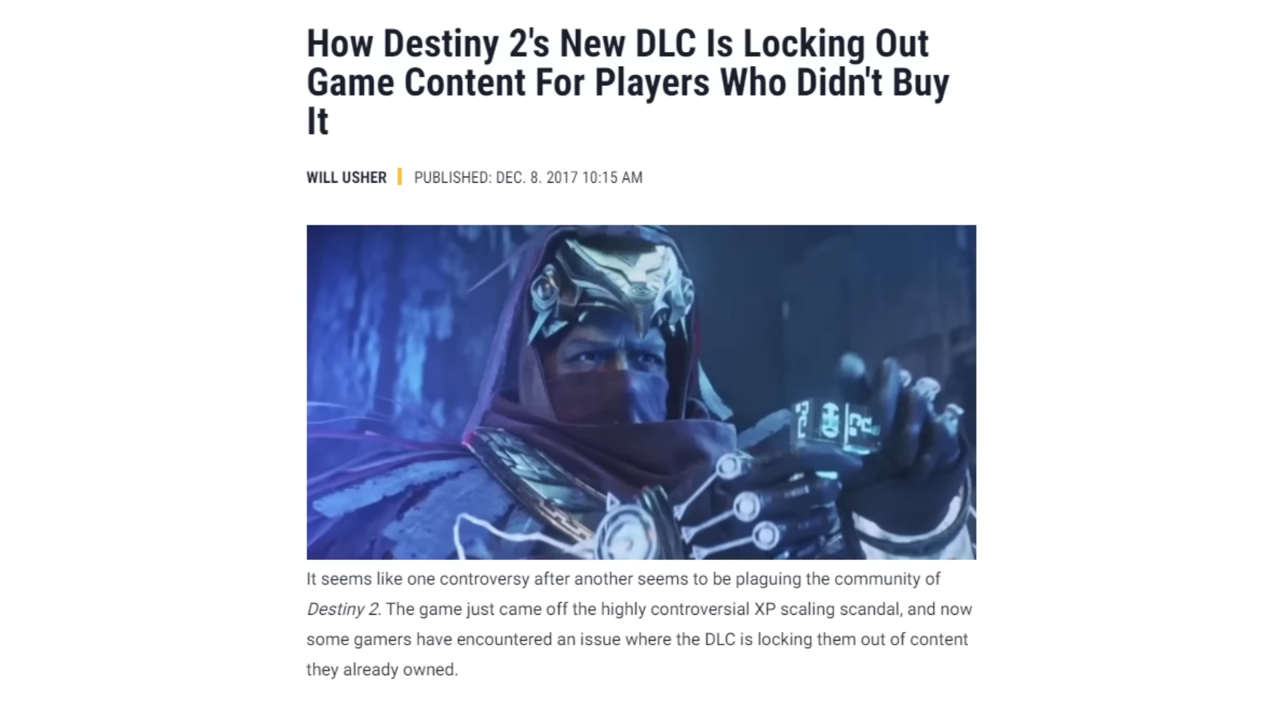 How Destiny 2's New DLC Is Locking Out
Game Content For Players Who Didn't Buy
It
WILL USHER | PUBLISHED: DEC. 8. 2017 10:15 AM
It seems like one controversy after another seems to be plaguing the community of
Destiny 2. The game just came off the highly controversial XP scaling scandal, and now
some gamers have encountered an issue where the DLC is locking them out of content
they already owned.